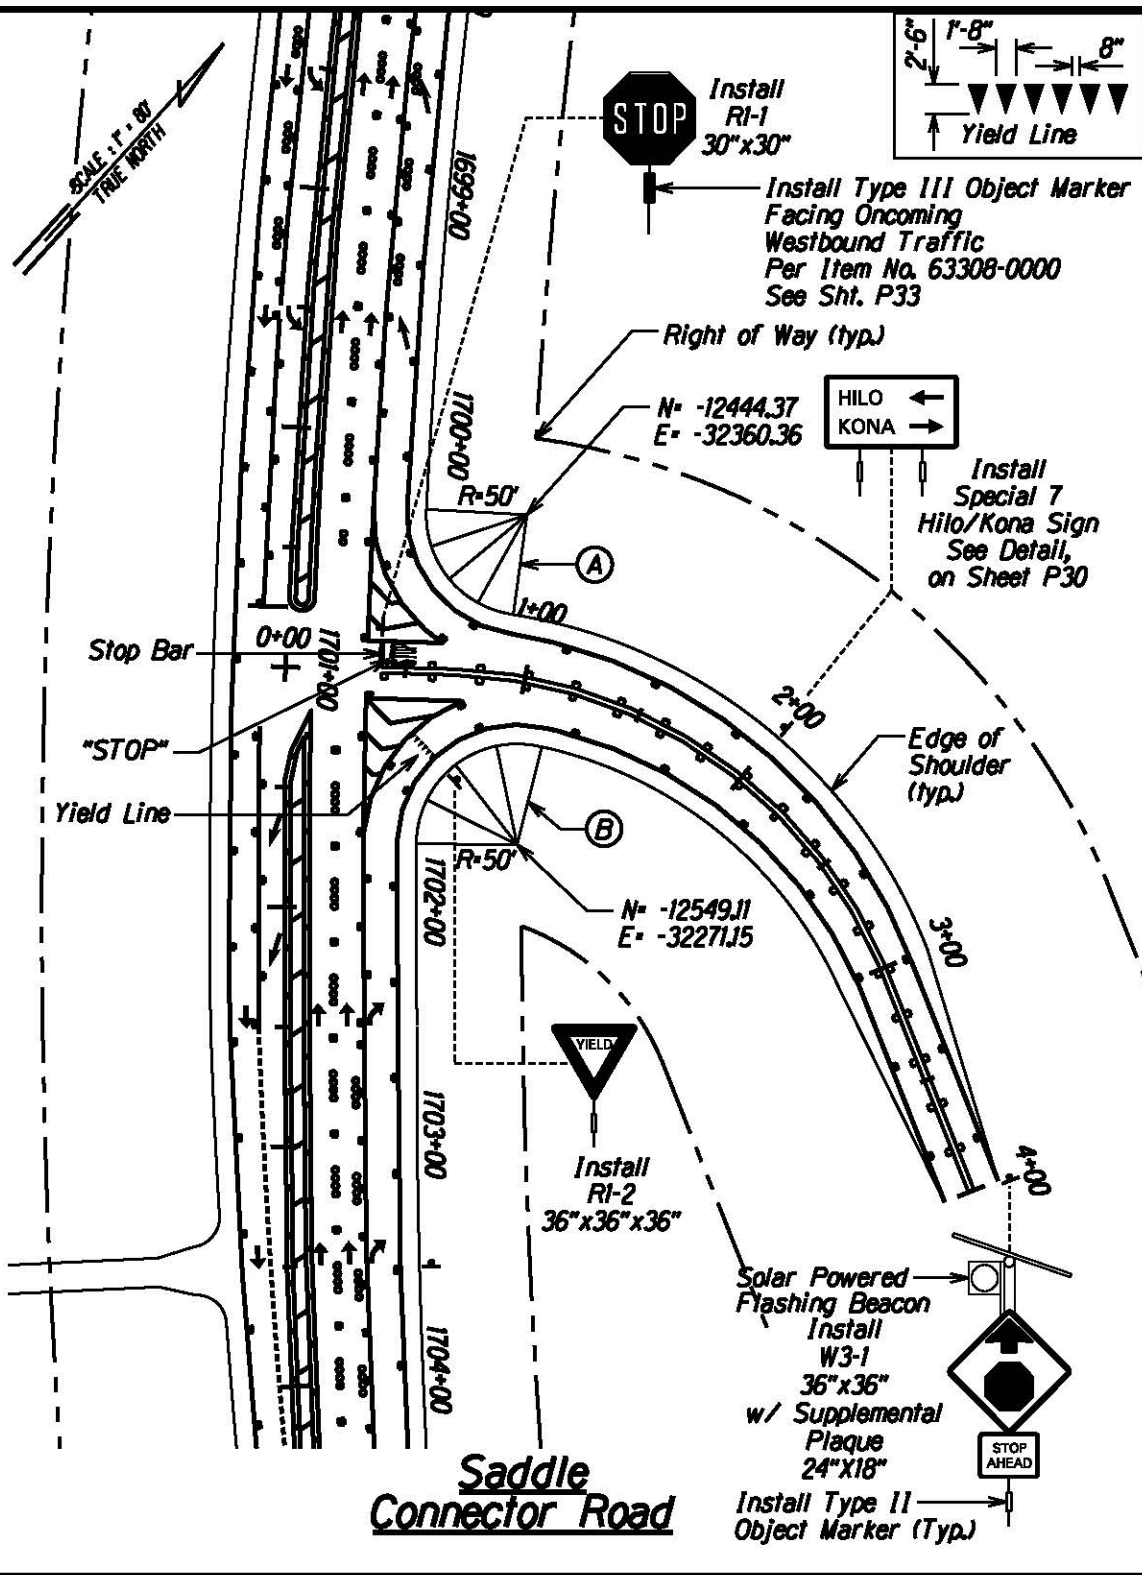 2'-6"
1'-8"
8"
Yield Line
SCALE : 1" = 80'
TRUE NORTH
STOP
Install
R1-1
30"x30"
Install Type III Object Marker
Facing Oncoming
Westbound Traffic
Per Item No. 63308-0000
See Sht. P33
1699+00
Right of Way (typ.)
N= -12444.37
E= -32360.36
HILO
KONA
Install
Special 7
Hilo/Kona Sign
See Detail,
on Sheet P30
1700+00
R=50'
A
1+00
0+00
1701+00
Stop Bar
"STOP"
Yield Line
2+00
Edge of
Shoulder
(typ.)
B
R=50'
1702+00
N= -12549.11
E= -32271.15
3+00
YIELD
Install
R1-2
36"x36"x36"
1703+00
4+00
1704+00
Solar Powered
Flashing Beacon
Install
W3-1
36"x36"
w/ Supplemental
Plaque
24"X18"
STOP
AHEAD
Install Type II
Object Marker (Typ.)
Saddle
Connector Road